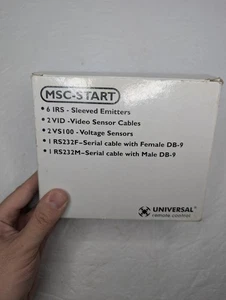 MSC-START
• 6 IRS - Sleeved Emitters
• 2 VID - Video Sensor Cables
• 2 VS100 - Voltage Sensors
• 1 RS232F-Serial cable with Female DB-9
• 1 RS232M-Serial cable with Male DB-9
UNIVERSAL®
remote control